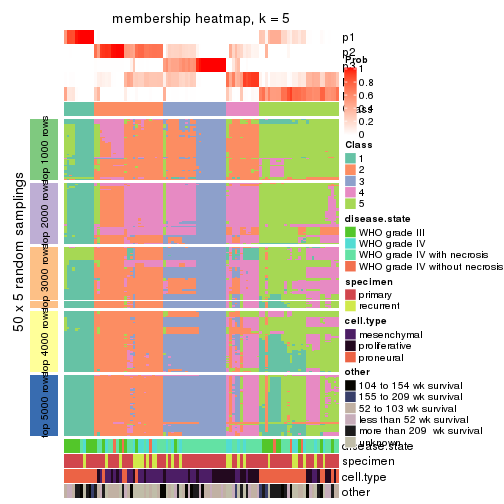 membership heatmap, k = 5
p1
p2
p3
Prob
1
0.8
0.6
0.4
0.2
0
Class
Class
1
2
3
4
5
disease.state
WHO grade III
WHO grade IV
WHO grade IV with necrosis
WHO grade IV without necrosis
specimen
primary
recurrent
cell.type
mesenchymal
proliferative
proneural
other
104 to 154 wk survival
155 to 209 wk survival
52 to 103 wk survival
less than 52 wk survival
more than 209 wk survival
unknown
50 x 5 random samplings
top 1000 rows
top 2000 rows
top 3000 rows
top 4000 rows
top 5000 rows
disease.state
specimen
cell.type
other